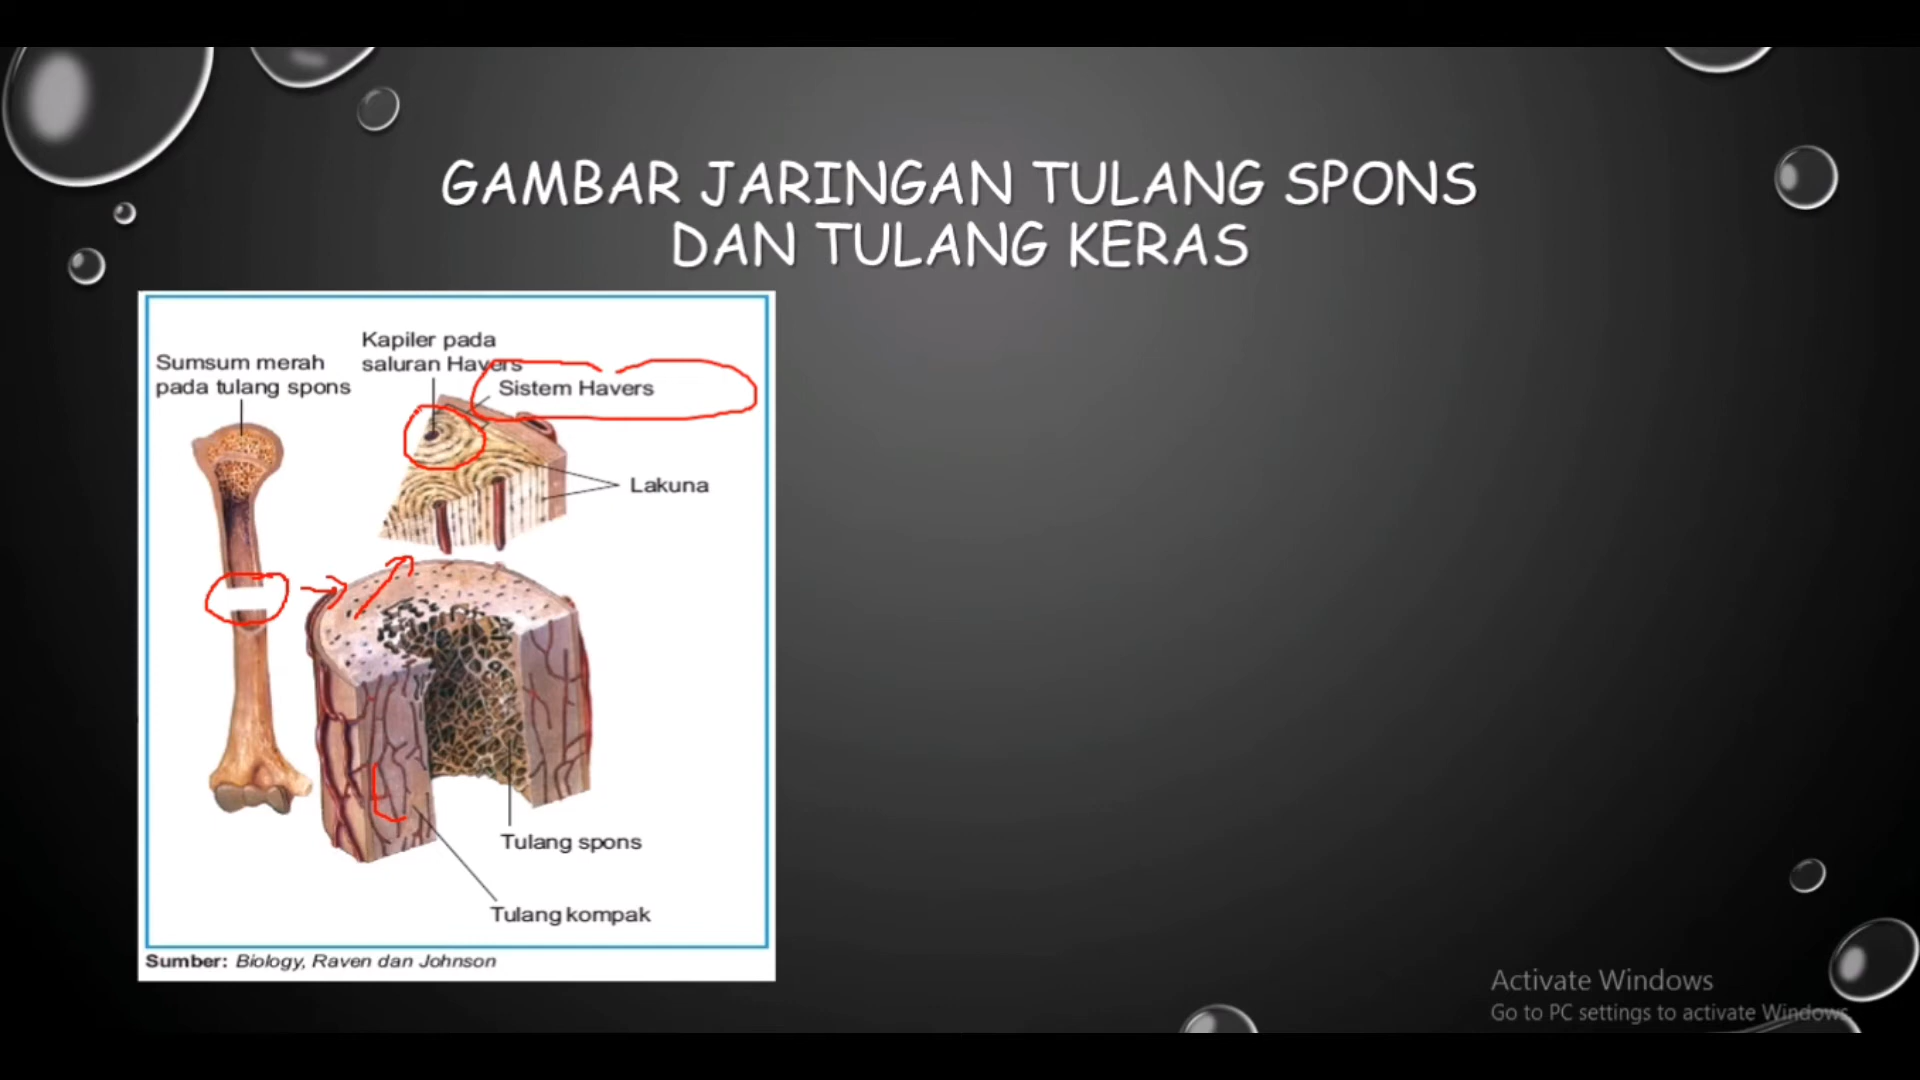 GAMBAR JARINGAN TULANG SPONS
DAN TULANG KERAS
Sumsum merah
pada tulang spons
Kapiler pada
saluran Havers
Sistem Havers
Lakuna
Tulang spons
Tulang kompak
Sumber: Biology, Raven dan Johnson
Activate Windows
Go to PC settings to activate Windows.